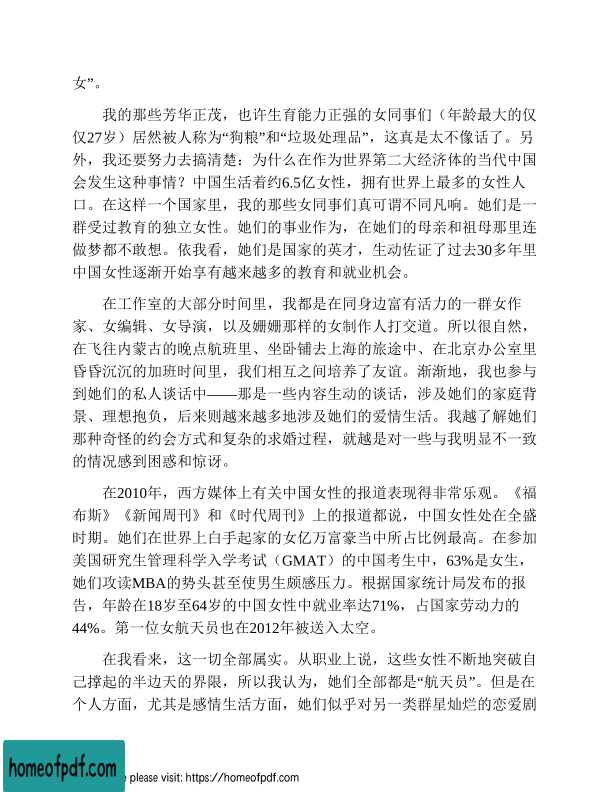 女”。
我的那些芳华正茂，也许生育能力正强的女同事们（年龄最大的仅
仅27岁）居然被人称为“狗粮”和“垃圾处理品”，这真是太不像话了。另
外，我还要努力去搞清楚：为什么在作为世界第二大经济体的当代中国
会发生这种事情？中国生活着约6.5亿女性，拥有世界上最多的女性人
口。在这样一个国家里，我的那些女同事们真可谓不同凡响。她们是一
群受过教育的独立女性。她们的事业作为，在她们的母亲和祖母那里连
做梦都不敢想。依我看，她们是国家的英才，生动佐证了过去30多年里
中国女性逐渐开始享有越来越多的教育和就业机会。
在工作室的大部分时间里，我都是在同身边富有活力的一群女作
家、女编辑、女导演，以及姗姗那样的女制作人打交道。所以很自然，
在飞往内蒙古的晚点航班里、坐卧铺去上海的旅途中、在北京办公室里
昏昏沉沉的加班时间里，我们相互之间培养了友谊。渐渐地，我也参与
到她们的私人谈话中——那是一些内容生动的谈话，涉及她们的家庭背
景、理想抱负，后来则越来越多地涉及她们的爱情生活。我越了解她们
那种奇怪的约会方式和复杂的求婚过程，就越是对一些与我明显不一致
的情况感到困惑和惊讶。
在2010年，西方媒体上有关中国女性的报道表现得非常乐观。《福
布斯》《新闻周刊》和《时代周刊》上的报道都说，中国女性处在全盛
时期。她们在世界上白手起家的女亿万富豪当中所占比例最高。在参加
美国研究生管理科学入学考试（GMAT）的中国考生中，63%是女生，
她们攻读MBA的势头甚至使男生颇感压力。根据国家统计局发布的报
告，年龄在18岁至64岁的中国女性中就业率达71%，占国家劳动力的
44%。第一位女航天员也在2012年被送入太空。
在我看来，这一切全部属实。从职业上说，这些女性不断地突破自
己撑起的半边天的界限，所以我认为，她们全部都是“航天员”。但是在
个人方面，尤其是感情生活方面，她们似乎对另一类群星灿烂的恋爱剧
homeofpdf.com
e please visit: https://homeofpdf.com